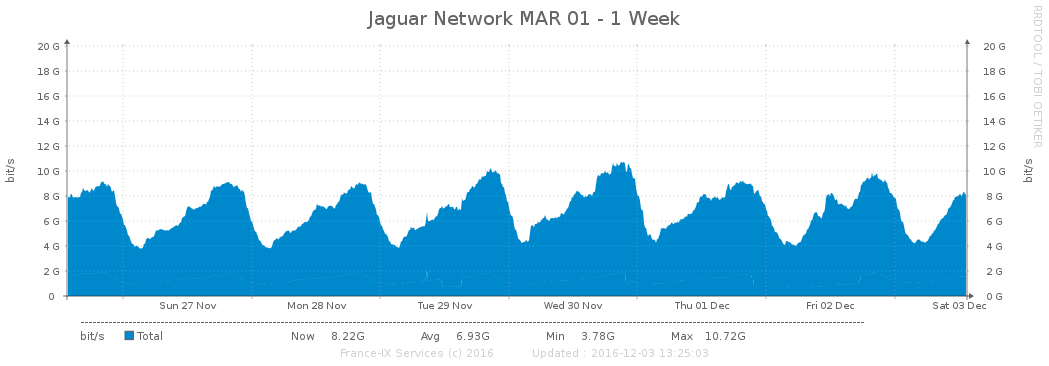 Jaguar Network MAR 01 - 1 Week
RRDTOOL / TOBI OETIKER
bit/s
20 G 20 G
18 G 18 G
16 G 16 G
14 G 14 G
12 G 12 G
10 G 10 G
8 G 8 G
6 G 6 G
4 G 4 G
2 G 2 G
0 0 G
bit/s
Sun 27 Nov Mon 28 Nov Tue 29 Nov Wed 30 Nov Thu 01 Dec Fri 02 Dec Sat 03 Dec
bit/s Total Now 8.22G Avg 6.93G Min 3.78G Max 10.72G
France-IX Services (c) 2016 Updated : 2016-12-03 13:25:03